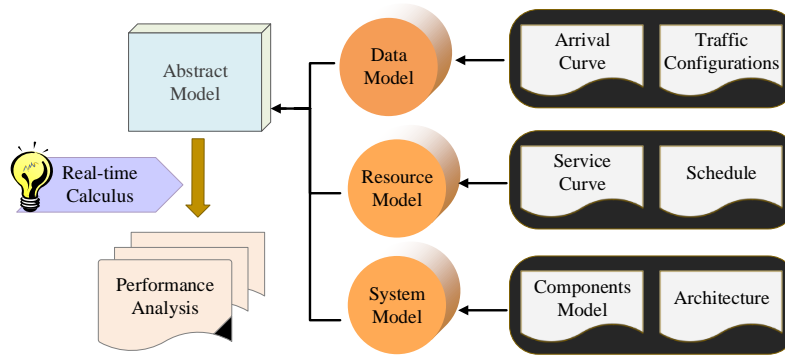 Abstract
Model
Real-time
Calculus
Performance
Analysis
Data
Model
Resource
Model
System
Model
Arrival
Curve
Traffic
Configurations
Service
Curve
Schedule
Components
Model
Architecture